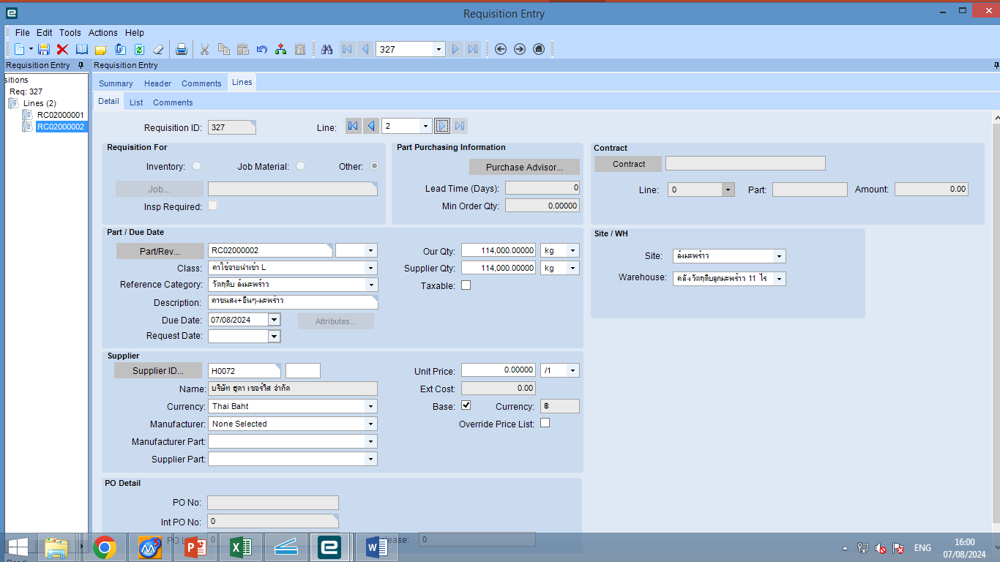 Requisition Entry
File Edit Tools Actions Help
327
Requisition Entry
Requisition Entry
sitions
Req: 327
Lines (2)
RC02000001
RC02000002
Summary Header Comments Lines
Detail List Comments
Requisition ID: 327 Line: 2
Requisition For
Inventory: Job Material: Other:
Job...
Insp Required:
Part Purchasing Information
Purchase Advisor...
Lead Time (Days): 0
Min Order Qty: 0.00000
Contract
Contract
Line: 0 Part: Amount: 0.00
Part / Due Date
Part/Rev... RC02000002
Class: ค่าใช้จ่ายนำเข้า L
Reference Category: วัตถุดิบ ล้งมะพร้าว
Description: ค่าขนส่ง+อื่นๆ-มะพร้าว
Due Date: 07/08/2024 Attributes...
Request Date:
Our Qty: 114,000.00000 kg
Supplier Qty: 114,000.00000 kg
Taxable:
Site / WH
Site: ล้งมะพร้าว
Warehouse: คลังวัตถุดิบลูกมะพร้าว 11 ไร่
Supplier
Supplier ID... H0072
Name: บริษัท ฮูดา เซอร์วิส จำกัด
Currency: Thai Baht
Manufacturer: None Selected
Manufacturer Part:
Supplier Part:
Unit Price: 0.00000 /1
Ext Cost: 0.00
Base: Currency: ฿
Override Price List:
PO Detail
PO No:
Int PO No: 0
0
0
ENG
16:00
07/08/2024